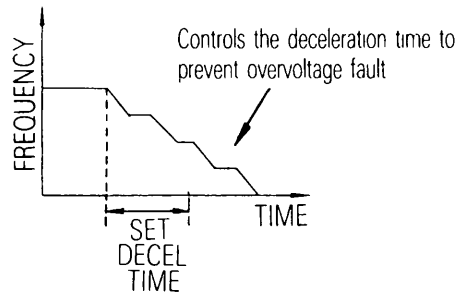 Controls the deceleration time to
prevent overvoltage fault
FREQUENCY
TIME
SET
DECEL
TIME